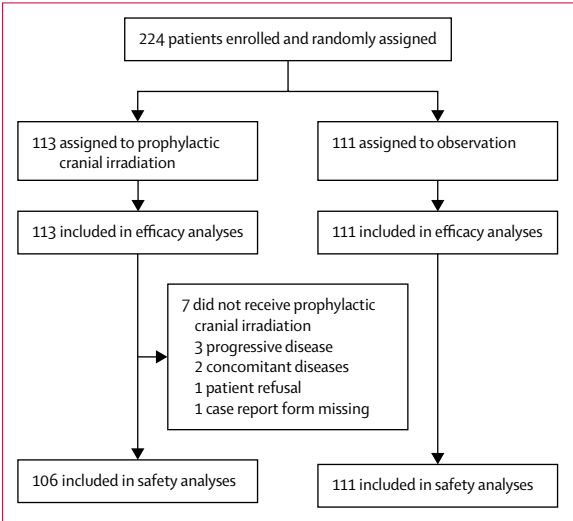 224 patients enrolled and randomly assigned
113 assigned to prophylactic
cranial irradiation
111 assigned to observation
113 included in efficacy analyses
111 included in efficacy analyses
7 did not receive prophylactic
cranial irradiation
3 progressive disease
2 concomitant diseases
1 patient refusal
1 case report form missing
106 included in safety analyses
111 included in safety analyses